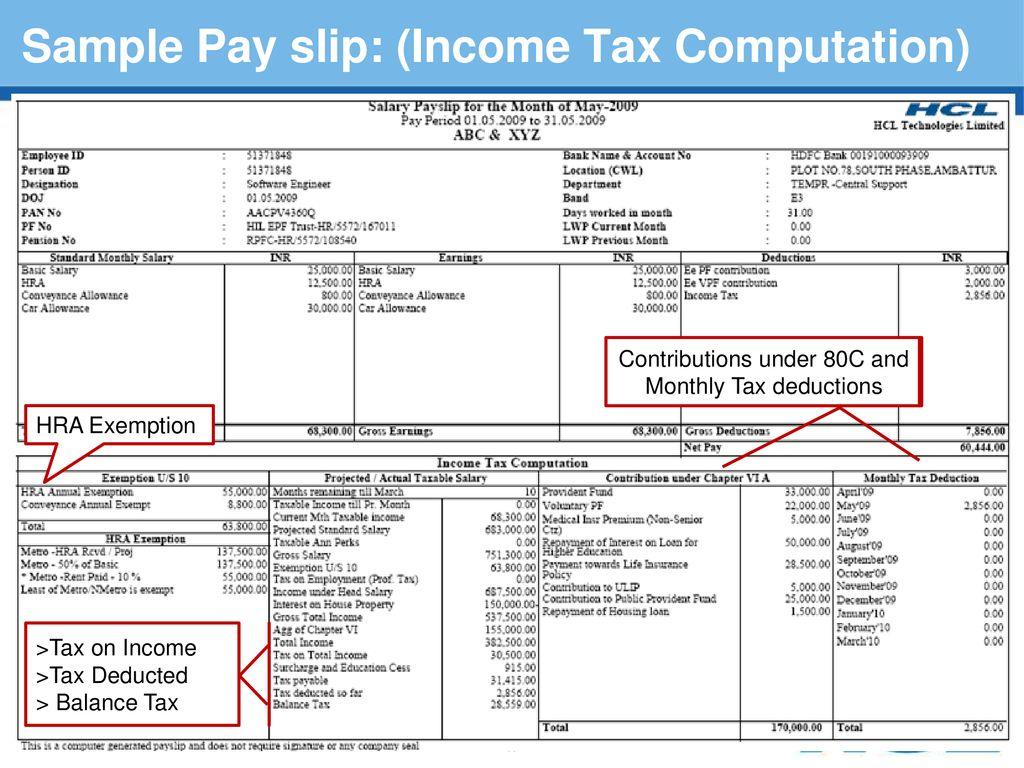 Sample Pay slip: (Income Tax Computation)
Salary Payslip for the Month of May-2009
Pay Period 01.05.2009 to 31.05.2009
ABC & XYZ
HCL
HCL Technologies Limited
Employee ID : 51371848 Bank Name & Account No : HDFC Bank 00191000093909
Person ID : 51371848 Location (CWL) : PLOT NO.78,SOUTH PHASE,AMBATTUR
Designation : Software Engineer Department : TEMPR -Central Support
DOJ : 01.05.2009 Band : E3
PAN No : AACPV4360Q Days worked in month : 31.00
PF No : HIL EPF Trust-HR/5572/167011 LWP Current Month : 0.00
Pension No : RPFC-HR/5572/108540 LWP Previous Month : 0.00
Standard Monthly Salary INR Earnings INR Deductions INR
Basic Salary 25,000.00 Basic Salary 25,000.00 Ee PF contribution 3,000.00
HRA 12,500.00 HRA 12,500.00 Ee VPF contribution 2,000.00
Conveyance Allowance 800.00 Conveyance Allowance 800.00 Income Tax 2,856.00
Car Allowance 30,000.00 Car Allowance 30,000.00
Contributions under 80C and
Monthly Tax deductions
HRA Exemption
68,300.00 Gross Earnings 68,300.00 Gross Deductions 7,856.00
Net Pay 60,444.00
Income Tax Computation
Exemption U/S 10
HRA Annual Exemption 55,000.00
Conveyance Annual Exempt 8,800.00
Total 63,800.00
HRA Exemption
Metro -HRA Rcvd / Proj 137,500.00
Metro - 50% of Basic 137,500.00
* Metro -Rent Paid - 10 % 55,000.00
Least of Metro/NMetro is exempt 55,000.00
>Tax on Income
>Tax Deducted
> Balance Tax
Projected / Actual Taxable Salary
Months remaining till March 10
Taxable Income till Pr. Month 0.00
Current Mth Taxable income 68,300.00
Projected Standard Salary 683,000.00
Taxable Ann Perks 0.00
Gross Salary 751,300.00
Exemption U/S 10 63,800.00
Tax on Employment (Prof. Tax) 0.00
Income under Head Salary 687,500.00
Interest on House Property 150,000.00-
Gross Total Income 537,500.00
Agg of Chapter VI 155,000.00
Total Income 382,500.00
Tax on Total Income 30,500.00
Surcharge and Education Cess 915.00
Tax payable 31,415.00
Tax deducted so far 2,856.00
Balance Tax 28,559.00
Contribution under Chapter VI A
Provident Fund 33,000.00
Voluntary PF 22,000.00
Medical Insr Premium (Non-Senior 5,000.00
Ctz)
Repayment of Interest on Loan for 50,000.00
Higher Education
Payment towards Life Insurance 28,500.00
Policy
Contribution to ULIP 5,000.00
Contribution to Public Provident Fund 25,000.00
Repayment of Housing loan 1,500.00
Total 170,000.00
Monthly Tax Deduction
April'09 0.00
May'09 2,856.00
June'09 0.00
July'09 0.00
August'09 0.00
September'09 0.00
October'09 0.00
November'09 0.00
December'09 0.00
January'10 0.00
February'10 0.00
March'10 0.00
Total 2,856.00
This is a computer generated payslip and does not require signature or any company seal